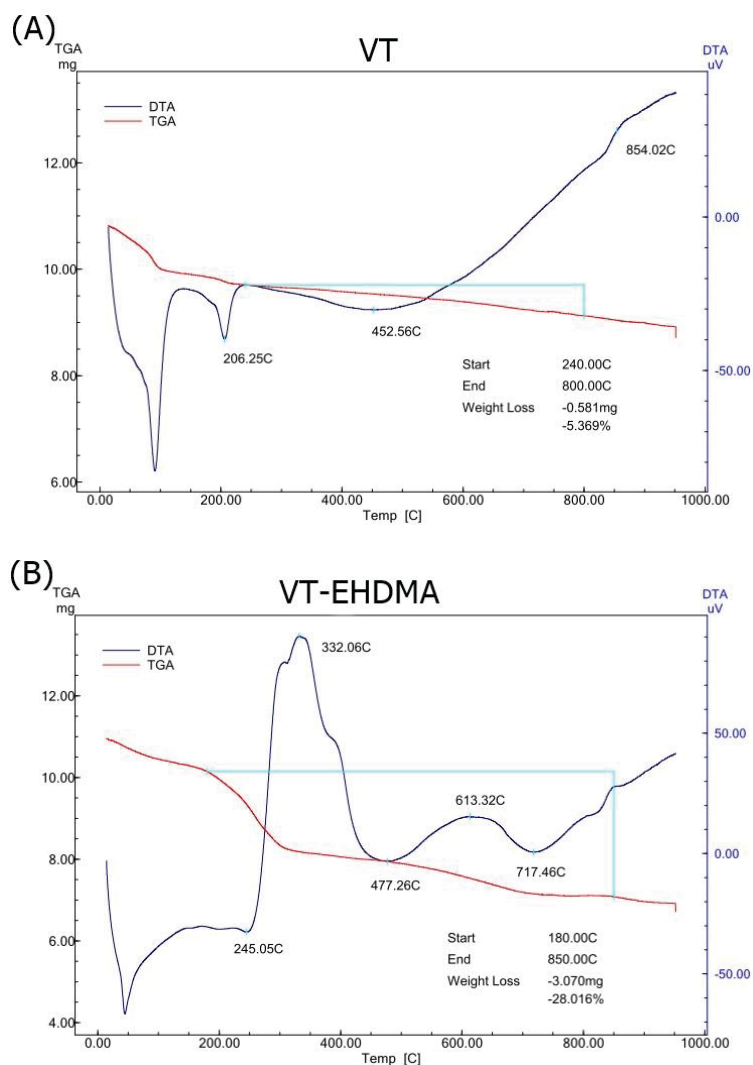 (A)
VT
TGA
mg
DTA
uV
DTA
TGA
12.00
10.00
8.00
6.00
0.00
-50.00
854.02C
206.25C
452.56C
Start 240.00C
End 800.00C
Weight Loss -0.581mg
-5.369%
0.00 200.00 400.00 600.00 800.00 1000.00
Temp [C]
(B)
VT-EHDMA
TGA
mg
DTA
uV
DTA
TGA
12.00
10.00
8.00
6.00
4.00
50.00
0.00
-50.00
332.06C
613.32C
477.26C
717.46C
245.05C
Start 180.00C
End 850.00C
Weight Loss -3.070mg
-28.016%
0.00 200.00 400.00 600.00 800.00 1000.00
Temp [C]